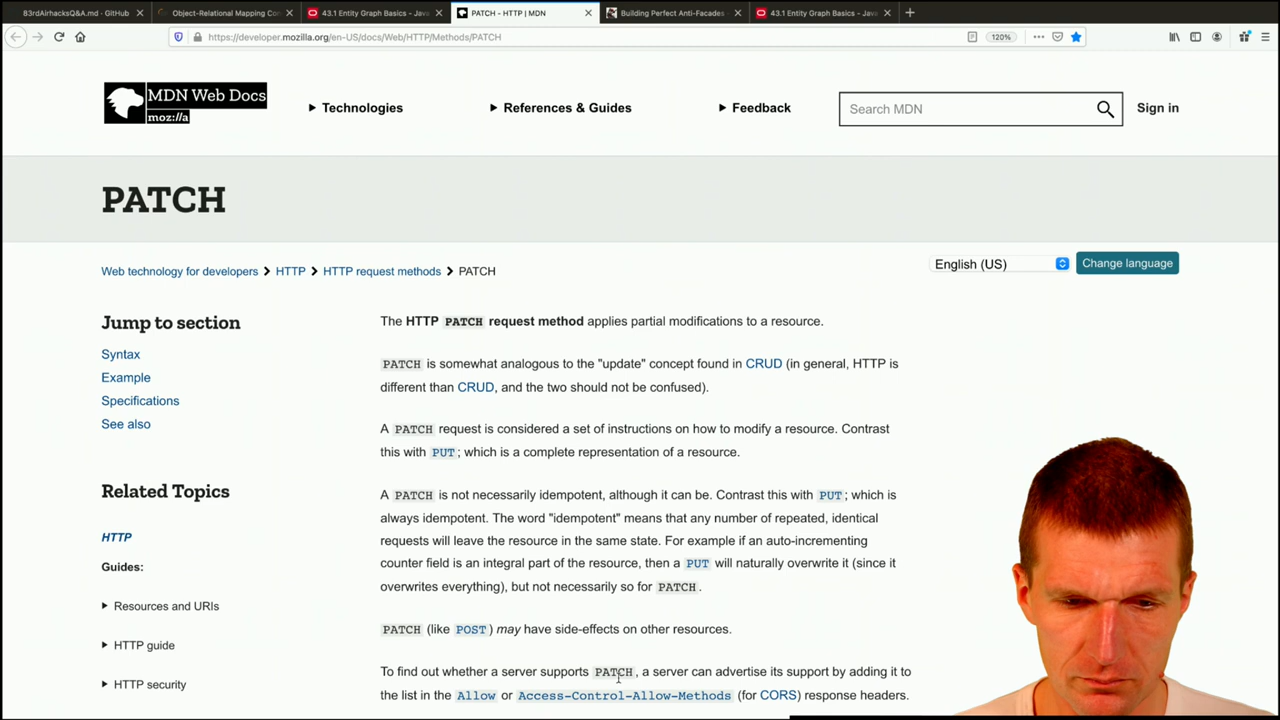 83rdAirhacksQ&A.md · GitHub
Object-Relational Mapping Con
43.1 Entity Graph Basics - Java
PATCH - HTTP | MDN
Building Perfect Anti-Facades
43.1 Entity Graph Basics - Java
https://developer.mozilla.org/en-US/docs/Web/HTTP/Methods/PATCH
120%
MDN Web Docs
moz://a
Technologies
References & Guides
Feedback
Search MDN
Sign in
PATCH
Web technology for developers > HTTP > HTTP request methods > PATCH
English (US)
Change language
Jump to section
Syntax
Example
Specifications
See also
Related Topics
HTTP
Guides:
Resources and URIs
HTTP guide
HTTP security
The HTTP PATCH request method applies partial modifications to a resource.
PATCH is somewhat analogous to the "update" concept found in CRUD (in general, HTTP is
different than CRUD, and the two should not be confused).
A PATCH request is considered a set of instructions on how to modify a resource. Contrast
this with PUT; which is a complete representation of a resource.
A PATCH is not necessarily idempotent, although it can be. Contrast this with PUT; which is
always idempotent. The word "idempotent" means that any number of repeated, identical
requests will leave the resource in the same state. For example if an auto-incrementing
counter field is an integral part of the resource, then a PUT will naturally overwrite it (since it
overwrites everything), but not necessarily so for PATCH.
PATCH (like POST) may have side-effects on other resources.
To find out whether a server supports PATCH, a server can advertise its support by adding it to
the list in the Allow or Access-Control-Allow-Methods (for CORS) response headers.